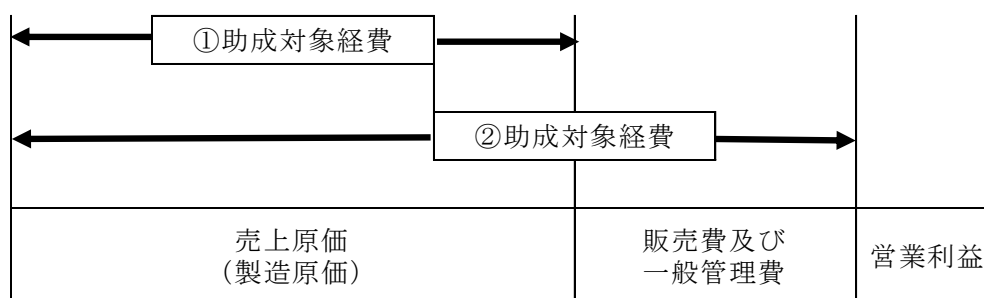 ①助成対象経費
②助成対象経費
売上原価
(製造原価)
販売費及び
一般管理費
営業利益